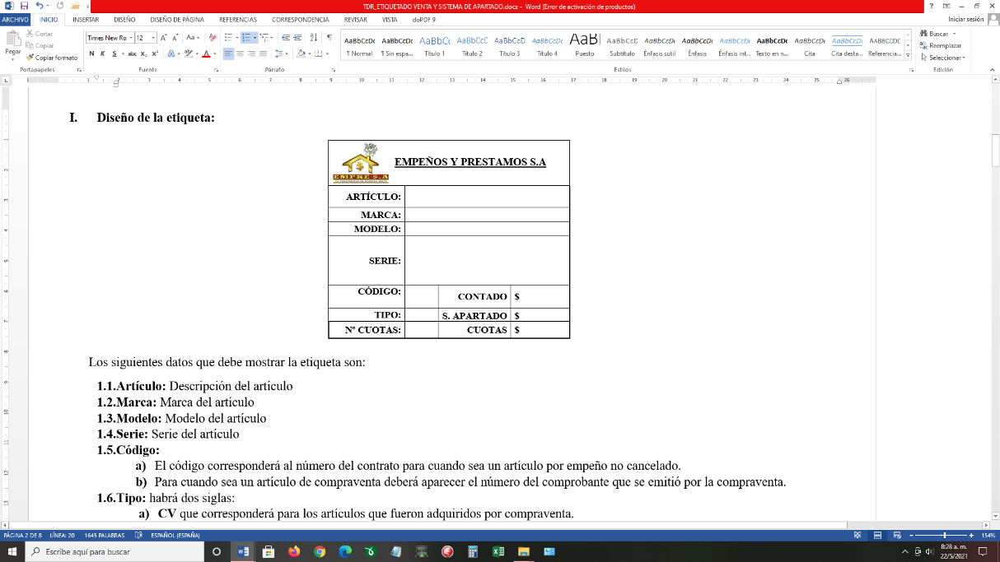 TDR_ETIQUETADO VENTA Y SISTEMA DE APARTADO.docx - Word (Error de activación de productos)
ARCHIVO INICIO INSERTAR DISEÑO DISEÑO DE PÁGINA REFERENCIAS CORRESPONDENCIA REVISAR VISTA doPDF 9 Iniciar sesión
Pegar
Cortar
Copiar
Copiar formato
Portapapeles
Times New Ro 12
Fuente
Párrafo
AaBbCcDc AaBbCcDc AaBbCc AaBbCcC AaBbCcD AaBbCcDc AaBl AaBbCcD AaBbCcDt AaBbCcDt AaBbCcDt AaBbCcDc AaBbCcDt AaBbCcDt AABBCCDC
¶ Normal ¶ Sin espa... Título 1 Título 2 Título 3 Título 4 Puesto Subtítulo Énfasis sutil Énfasis Énfasis int... Texto en n... Cita Cita desta... Referencia...
Estilos
Buscar
Reemplazar
Seleccionar
Edición
I. Diseño de la etiqueta:
EMPRE S.A
EMPEÑOS Y PRESTAMOS S.A
ARTÍCULO:
MARCA:
MODELO:
SERIE:
CÓDIGO: CONTADO $
TIPO: S. APARTADO $
Nº CUOTAS: CUOTAS $
Los siguientes datos que debe mostrar la etiqueta son:
1.1.Artículo: Descripción del artículo
1.2.Marca: Marca del artículo
1.3.Modelo: Modelo del artículo
1.4.Serie: Serie del artículo
1.5.Código:
a) El código corresponderá al número del contrato para cuando sea un artículo por empeño no cancelado.
b) Para cuando sea un artículo de compraventa deberá aparecer el número del comprobante que se emitió por la compraventa.
1.6.Tipo: habrá dos siglas:
a) CV que corresponderá para los artículos que fueron adquiridos por compraventa.
PÁGINA 2 DE 8 LÍNEA: 20 1645 PALABRAS ESPAÑOL (ESPAÑA) 154%
Escribe aquí para buscar
8:28 a. m.
22/5/2021